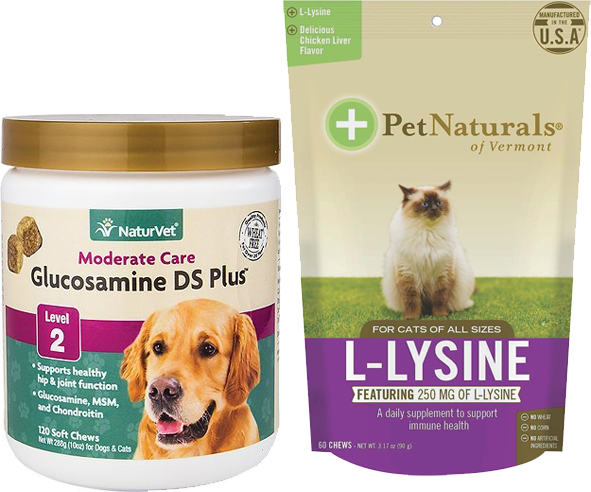 NaturVet®
WHEAT
FREE
Moderate Care
Glucosamine DS Plus™
Level
2
• Supports healthy
hip & joint function
• Glucosamine, MSM,
and Chondroitin
120 Soft Chews
Net Wt 288g (10oz) for Dogs & Cats
+ L-Lysine
+ Delicious
Chicken Liver
Flavor
MANUFACTURED
IN THE
U.S.A*
PetNaturals®
of Vermont
FOR CATS OF ALL SIZES
L-LYSINE
FEATURING 250 MG OF L-LYSINE
A daily supplement to support
immune health
NO WHEAT
NO CORN
NO ARTIFICIAL
INGREDIENTS
60 CHEWS - NET WT. 3.17 oz (90 g)